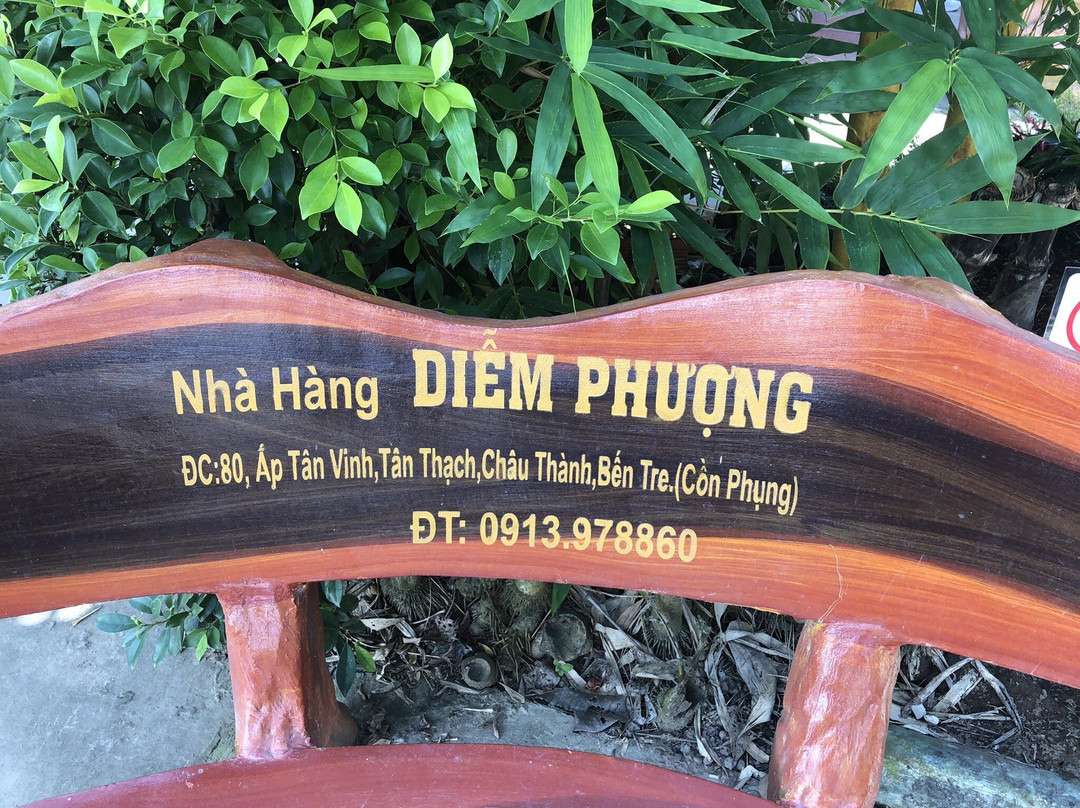 Nhà Hàng DIỄM PHƯỢNG
ĐC:80, Ấp Tân Vinh,Tân Thạch,Châu Thành,Bến Tre.(Cồn Phụng)
ĐT: 0913.978860